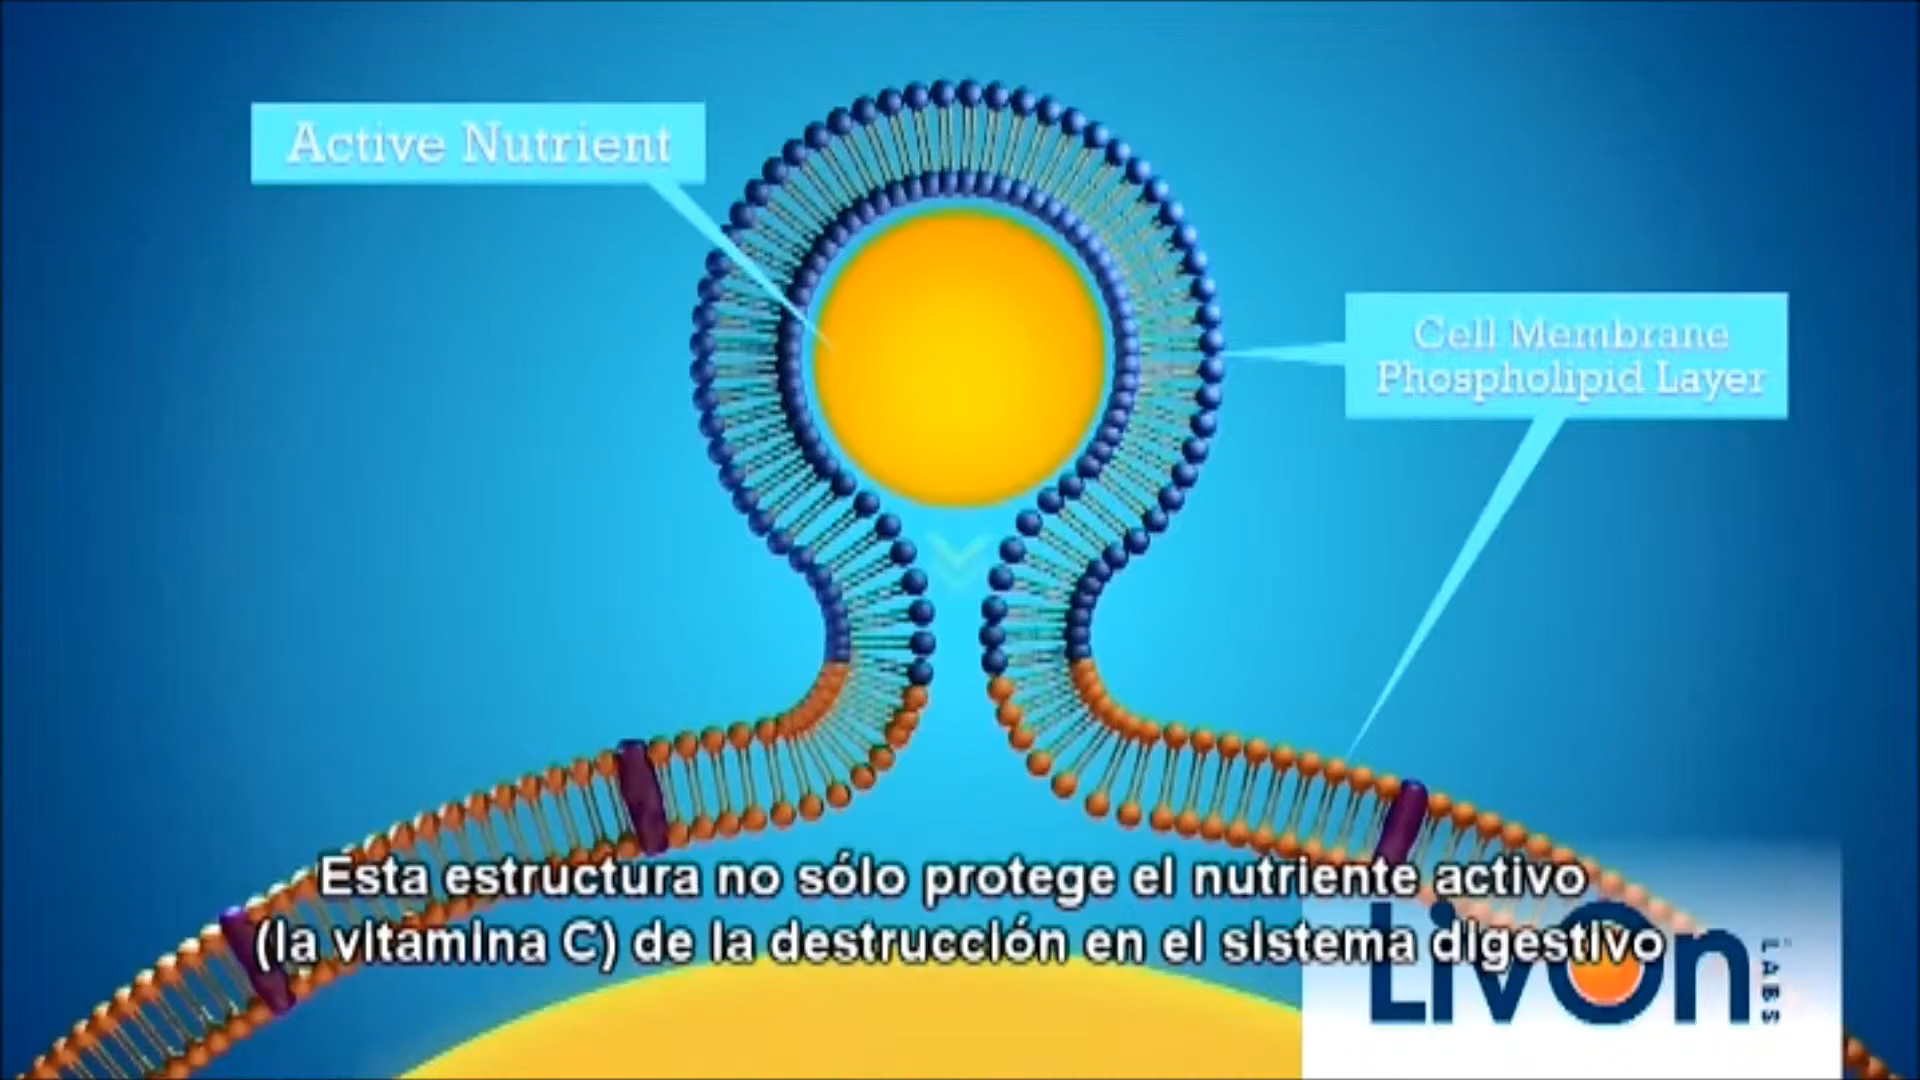 Active Nutrient
Cell Membrane
Phospholipid Layer
Esta estructura no sólo protege el nutriente activo
(la vitamina C) de la destrucción en el sistema digestivo
LivOn
LABS